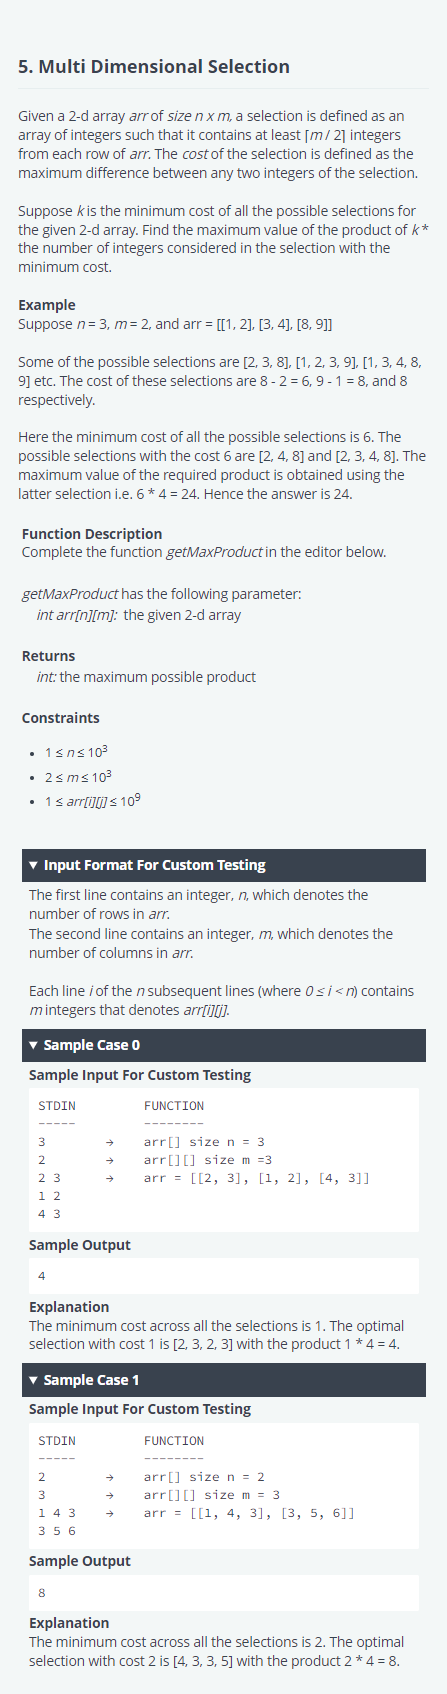 5. Multi Dimensional Selection
Given a 2-d array arr of size n x m, a selection is defined as an
array of integers such that it contains at least ⌈m / 2⌉ integers
from each row of arr. The cost of the selection is defined as the
maximum difference between any two integers of the selection.
Suppose k is the minimum cost of all the possible selections for
the given 2-d array. Find the maximum value of the product of k *
the number of integers considered in the selection with the
minimum cost.
Example
Suppose n = 3, m = 2, and arr = [[1, 2], [3, 4], [8, 9]]
Some of the possible selections are [2, 3, 8], [1, 2, 3, 9], [1, 3, 4, 8,
9] etc. The cost of these selections are 8 - 2 = 6, 9 - 1 = 8, and 8
respectively.
Here the minimum cost of all the possible selections is 6. The
possible selections with the cost 6 are [2, 4, 8] and [2, 3, 4, 8]. The
maximum value of the required product is obtained using the
latter selection i.e. 6 * 4 = 24. Hence the answer is 24.
Function Description
Complete the function getMaxProduct in the editor below.
getMaxProduct has the following parameter:
int arr[n][m]: the given 2-d array
Returns
int: the maximum possible product
Constraints
• 1 ≤ n ≤ 10³
• 2 ≤ m ≤ 10³
• 1 ≤ arr[i][j] ≤ 10⁹
▼ Input Format For Custom Testing
The first line contains an integer, n, which denotes the
number of rows in arr.
The second line contains an integer, m, which denotes the
number of columns in arr.
Each line i of the n subsequent lines (where 0 ≤ i < n) contains
m integers that denotes arr[i][j].
▼ Sample Case 0
Sample Input For Custom Testing
STDIN FUNCTION
----- --------
3 → arr[] size n = 3
2 → arr[][] size m =3
2 3 → arr = [[2, 3], [1, 2], [4, 3]]
1 2
4 3
Sample Output
4
Explanation
The minimum cost across all the selections is 1. The optimal
selection with cost 1 is [2, 3, 2, 3] with the product 1 * 4 = 4.
▼ Sample Case 1
Sample Input For Custom Testing
STDIN FUNCTION
----- --------
2 → arr[] size n = 2
3 → arr[][] size m = 3
1 4 3 → arr = [[1, 4, 3], [3, 5, 6]]
3 5 6
Sample Output
8
Explanation
The minimum cost across all the selections is 2. The optimal
selection with cost 2 is [4, 3, 3, 5] with the product 2 * 4 = 8.